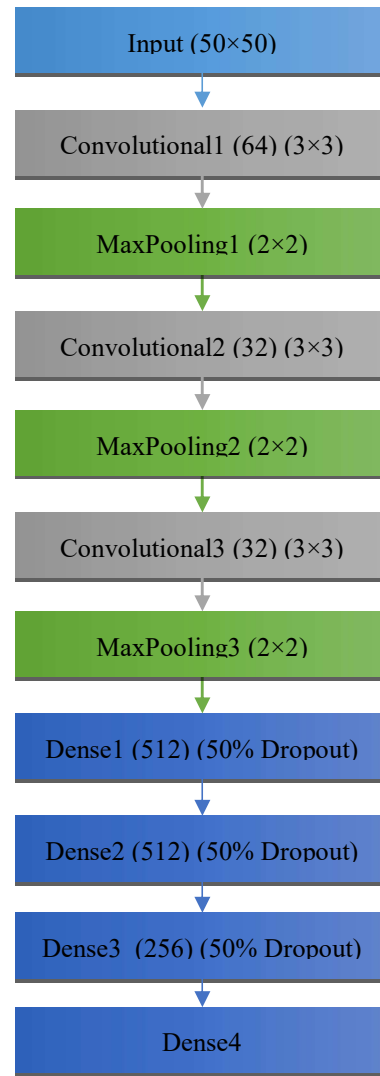 Input (50×50)
Convolutional1 (64) (3×3)
MaxPooling1 (2×2)
Convolutional2 (32) (3×3)
MaxPooling2 (2×2)
Convolutional3 (32) (3×3)
MaxPooling3 (2×2)
Dense1 (512) (50% Dropout)
Dense2 (512) (50% Dropout)
Dense3 (256) (50% Dropout)
Dense4